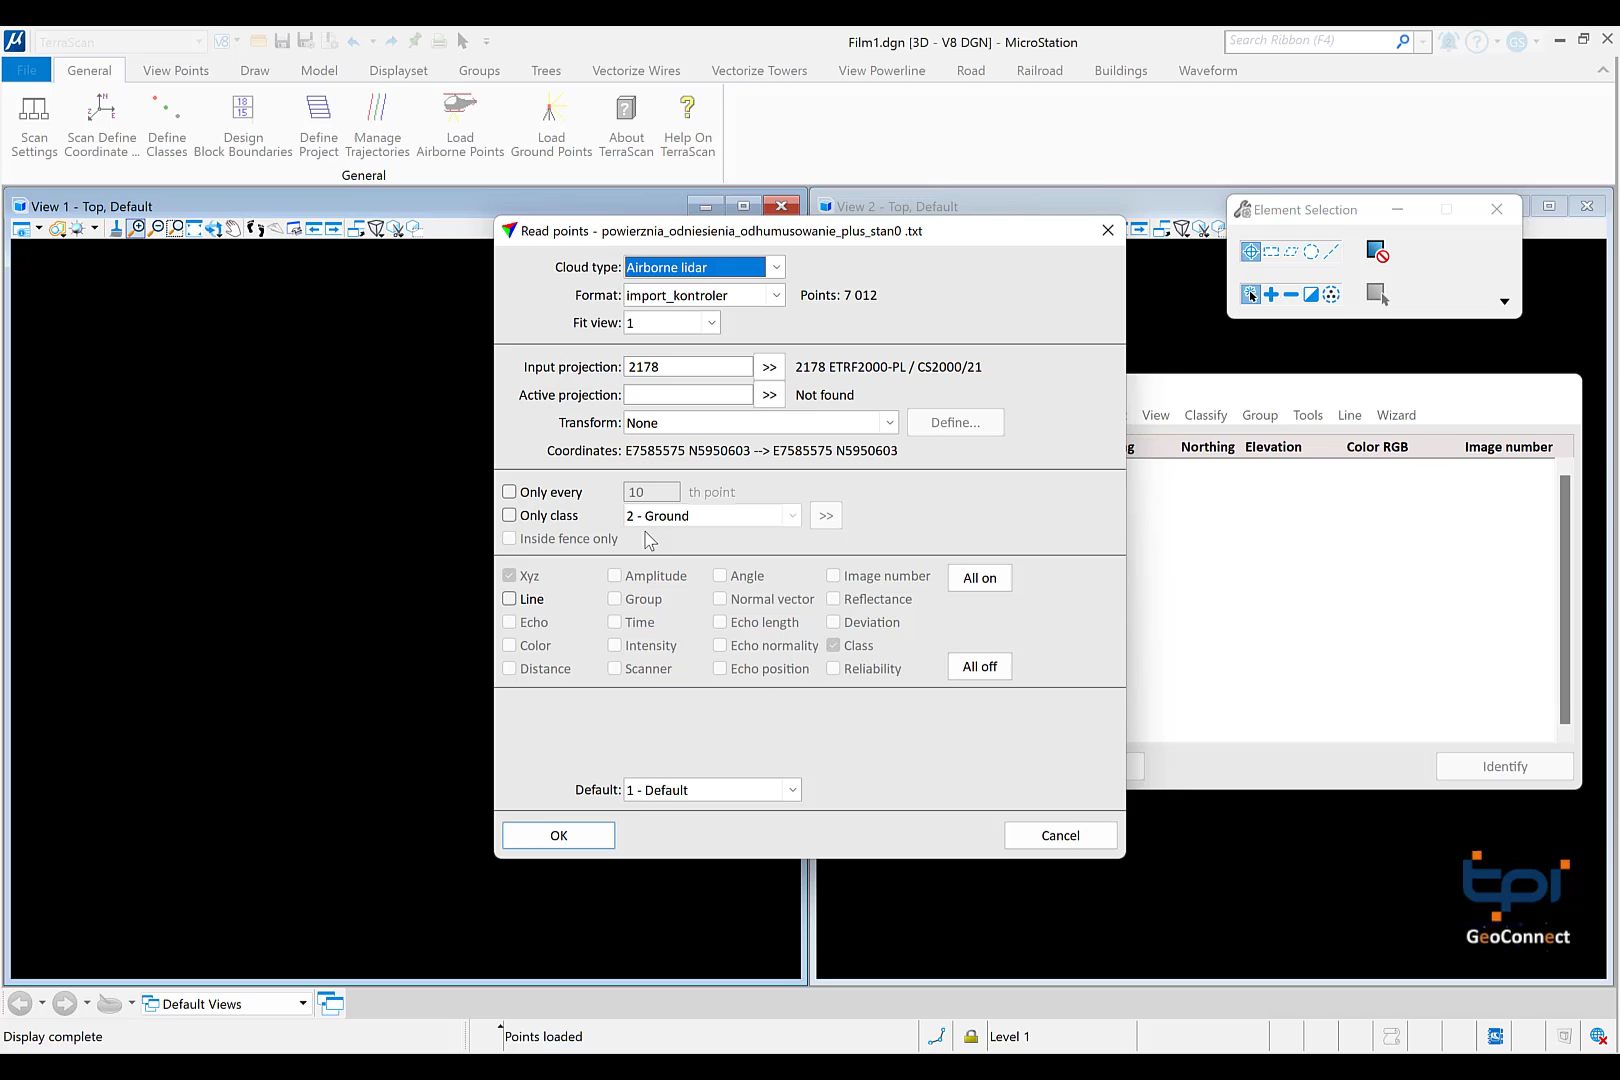 TerraScan
V8
Film1.dgn [3D - V8 DGN] - MicroStation
Search Ribbon (F4)
GS
File General View Points Draw Model Displayset Groups Trees Vectorize Wires Vectorize Towers View Powerline Road Railroad Buildings Waveform
Scan Settings
Scan Define Coordinate ...
Define Classes
Design Block Boundaries
Define Project
Manage Trajectories
Load Airborne Points
Load Ground Points
About TerraScan
Help On TerraScan
General
View 1 - Top, Default
View 2 - Top, Default
Element Selection
Read points - powierznia_odniesienia_odhumusowanie_plus_stan0 .txt
Cloud type: Airborne lidar
Format: import_kontroler Points: 7 012
Fit view: 1
Input projection: 2178 >> 2178 ETRF2000-PL / CS2000/21
Active projection: >> Not found
Transform: None Define...
Coordinates: E7585575 N5950603 --> E7585575 N5950603
Only every 10 th point
Only class 2 - Ground >>
Inside fence only
Xyz Amplitude Angle Image number All on
Line Group Normal vector Reflectance
Echo Time Echo length Deviation
Color Intensity Echo normality Class
Distance Scanner Echo position Reliability All off
Default: 1 - Default
OK Cancel
View Classify Group Tools Line Wizard
g Northing Elevation Color RGB Image number
Identify
tpi
GeoConnect
Default Views
Display complete
Points loaded
Level 1